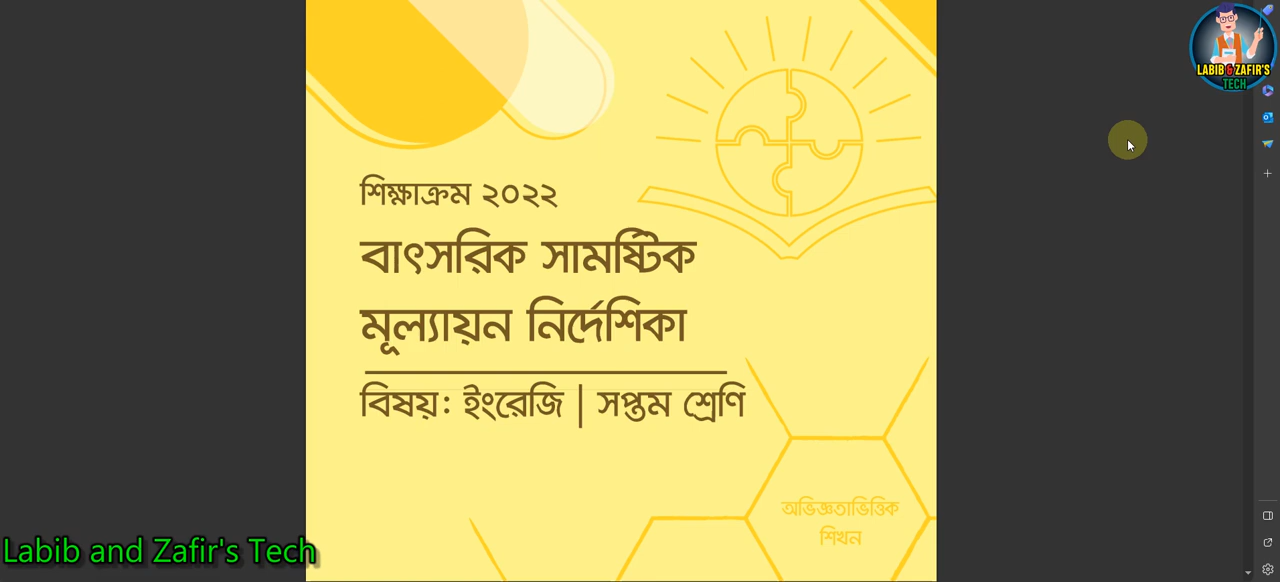 LABIB & ZAFIR'S
TECH
শিক্ষাক্রম ২০২২
বাৎসরিক সামষ্টিক
মূল্যায়ন নির্দেশিকা
বিষয়: ইংরেজি | সপ্তম শ্রেণি
অভিজ্ঞতাভিত্তিক
শিখন
Labib and Zafir's Tech